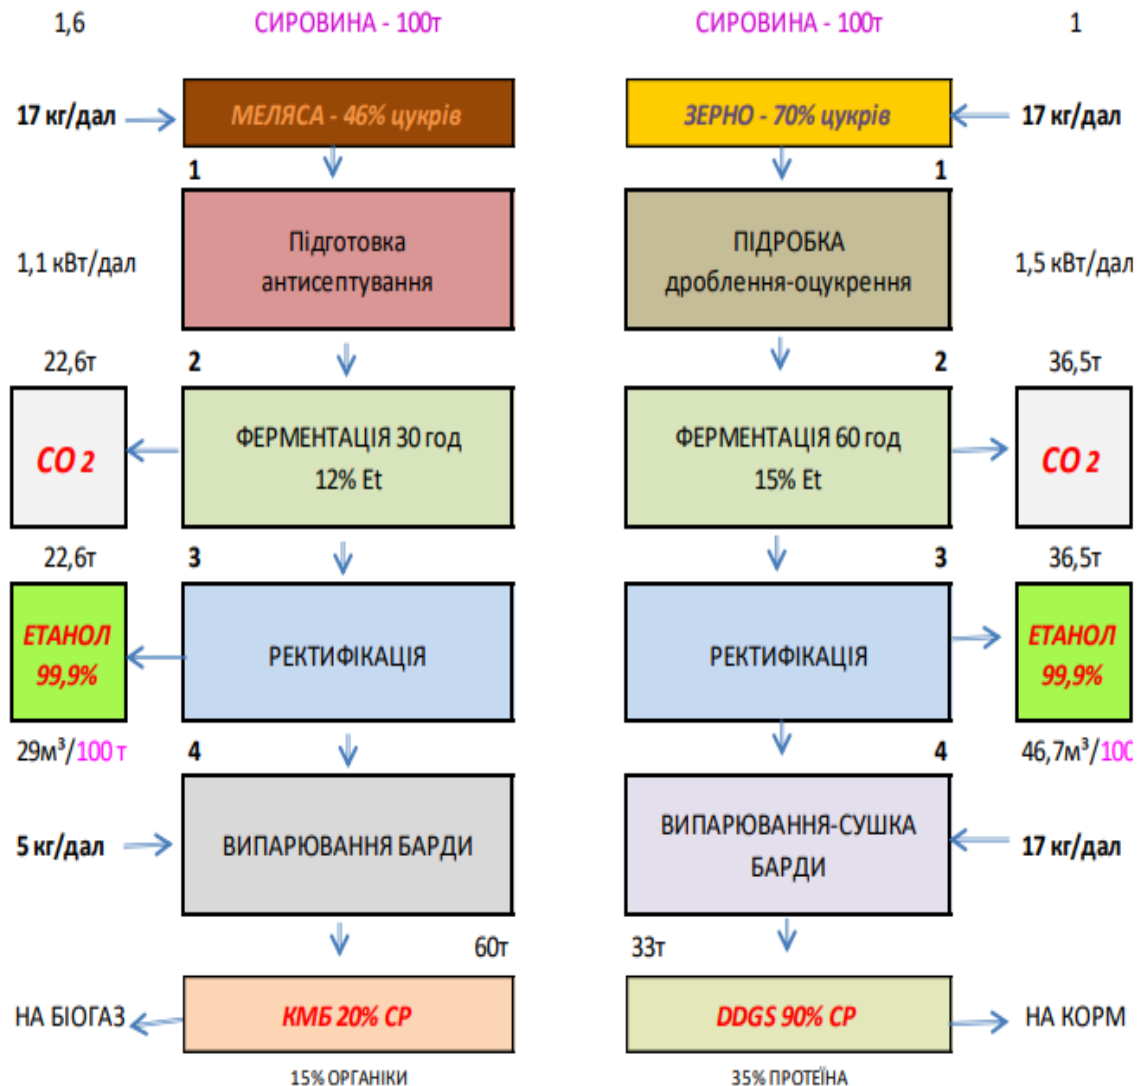 1,6 СИРОВИНА - 100т СИРОВИНА - 100т 1
17 кг/дал МЕЛЯСА - 46% цукрів ЗЕРНО - 70% цукрів 17 кг/дал
1 1
1,1 кВт/дал Підготовка ПІДРОБКА 1,5 кВт/дал
антисептування дроблення-оцукрення
22,6т 2 2 36,5т
CO 2 ФЕРМЕНТАЦІЯ 30 год ФЕРМЕНТАЦІЯ 60 год CO 2
12% Et 15% Et
22,6т 3 3 36,5т
ЕТАНОЛ РЕКТИФІКАЦІЯ РЕКТИФІКАЦІЯ ЕТАНОЛ
99,9% 99,9%
29м³/100 т 4 4 46,7м³/100
5 кг/дал ВИПАРЮВАННЯ БАРДИ ВИПАРЮВАННЯ-СУШКА 17 кг/дал
БАРДИ
60т 33т
НА БІОГАЗ КМБ 20% СР DDGS 90% СР НА КОРМ
15% ОРГАНІКИ 35% ПРОТЕЇНА